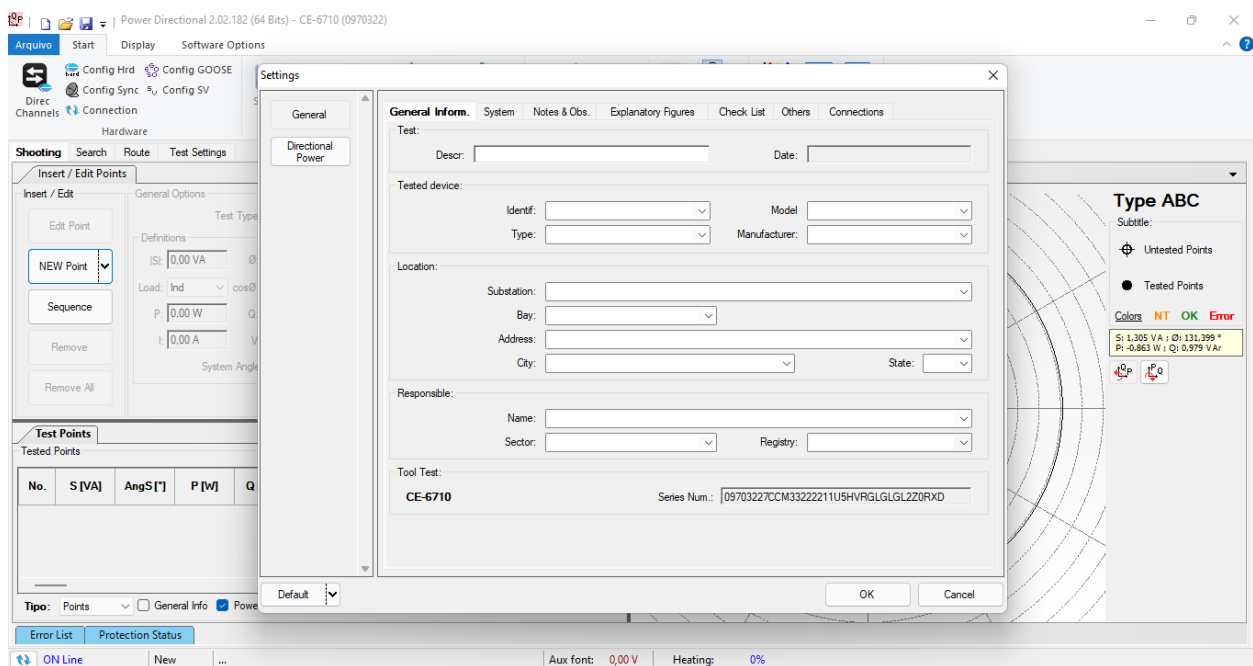 Power Directional 2.02.182 (64 Bits) - CE-6710 (0970322)
Arquivo Start Display Software Options
Config Hrd Config GOOSE
Config Sync Config SV
Direc Channels Connection
Hardware
Shooting Search Route Test Settings
Insert / Edit Points
Insert / Edit General Options
Edit Point Test Type
Definitions
NEW Point |S|: 0,00 VA Ø
Load: Ind cosØ
Sequence P: 0,00 W Q
Remove I: 0,00 A V
System Angle
Remove All
Test Points
Tested Points
No. S [VA] AngS [°] P [W] Q
Tipo: Points General Info Powe
Error List Protection Status
ON Line New ... Aux font: 0,00 V Heating: 0%
Settings
General
Directional Power
General Inform. System Notes & Obs. Explanatory Figures Check List Others Connections
Test:
Descr: Date:
Tested device:
Identif: Model
Type: Manufacturer:
Location:
Substation:
Bay:
Address:
City: State:
Responsible:
Name:
Sector: Registry:
Tool Test:
CE-6710 Series Num.: 09703227CCM33222211U5HVRGLGLGL2Z0RXD
Default OK Cancel
Type ABC
Subtitle:
Untested Points
Tested Points
Colors NT OK Error
S: 1,305 VA ; Ø: 131,399 °
P: -0,863 W ; Q: 0,979 VAr